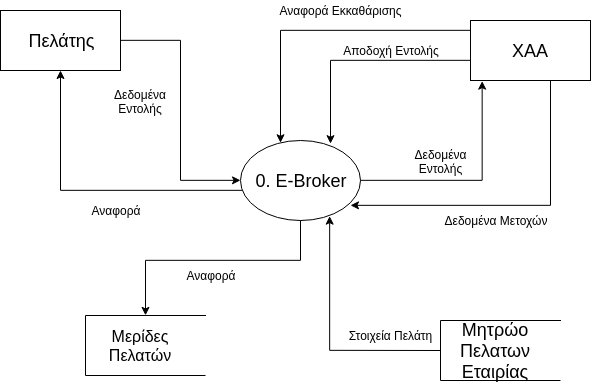 Αναφορά Εκκαθάρισης
Πελάτης
ΧΑΑ
Αποδοχή Εντολής
Δεδομένα
Εντολής
Δεδομένα
Εντολής
0. E-Broker
Αναφορά
Δεδομένα Μετοχών
Αναφορά
Μερίδες
Πελατών
Στοιχεία Πελάτη
Μητρώο
Πελατων
Εταιρίας